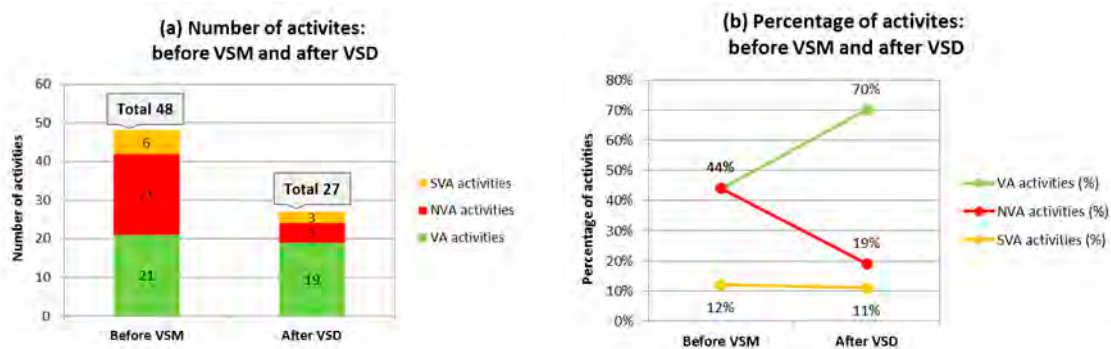 (a) Number of activites:
before VSM and after VSD
Number of activities
60
50
40
30
20
10
0
Total 48
6
21
21
Total 27
3
5
19
Before VSM
After VSD
SVA activities
NVA activities
VA activities
(b) Percentage of activites:
before VSM and after VSD
Percentage of activities
80%
70%
60%
50%
40%
30%
20%
10%
0%
44%
12%
70%
19%
11%
Before VSM
After VSD
VA activities (%)
NVA activities (%)
SVA activities (%)